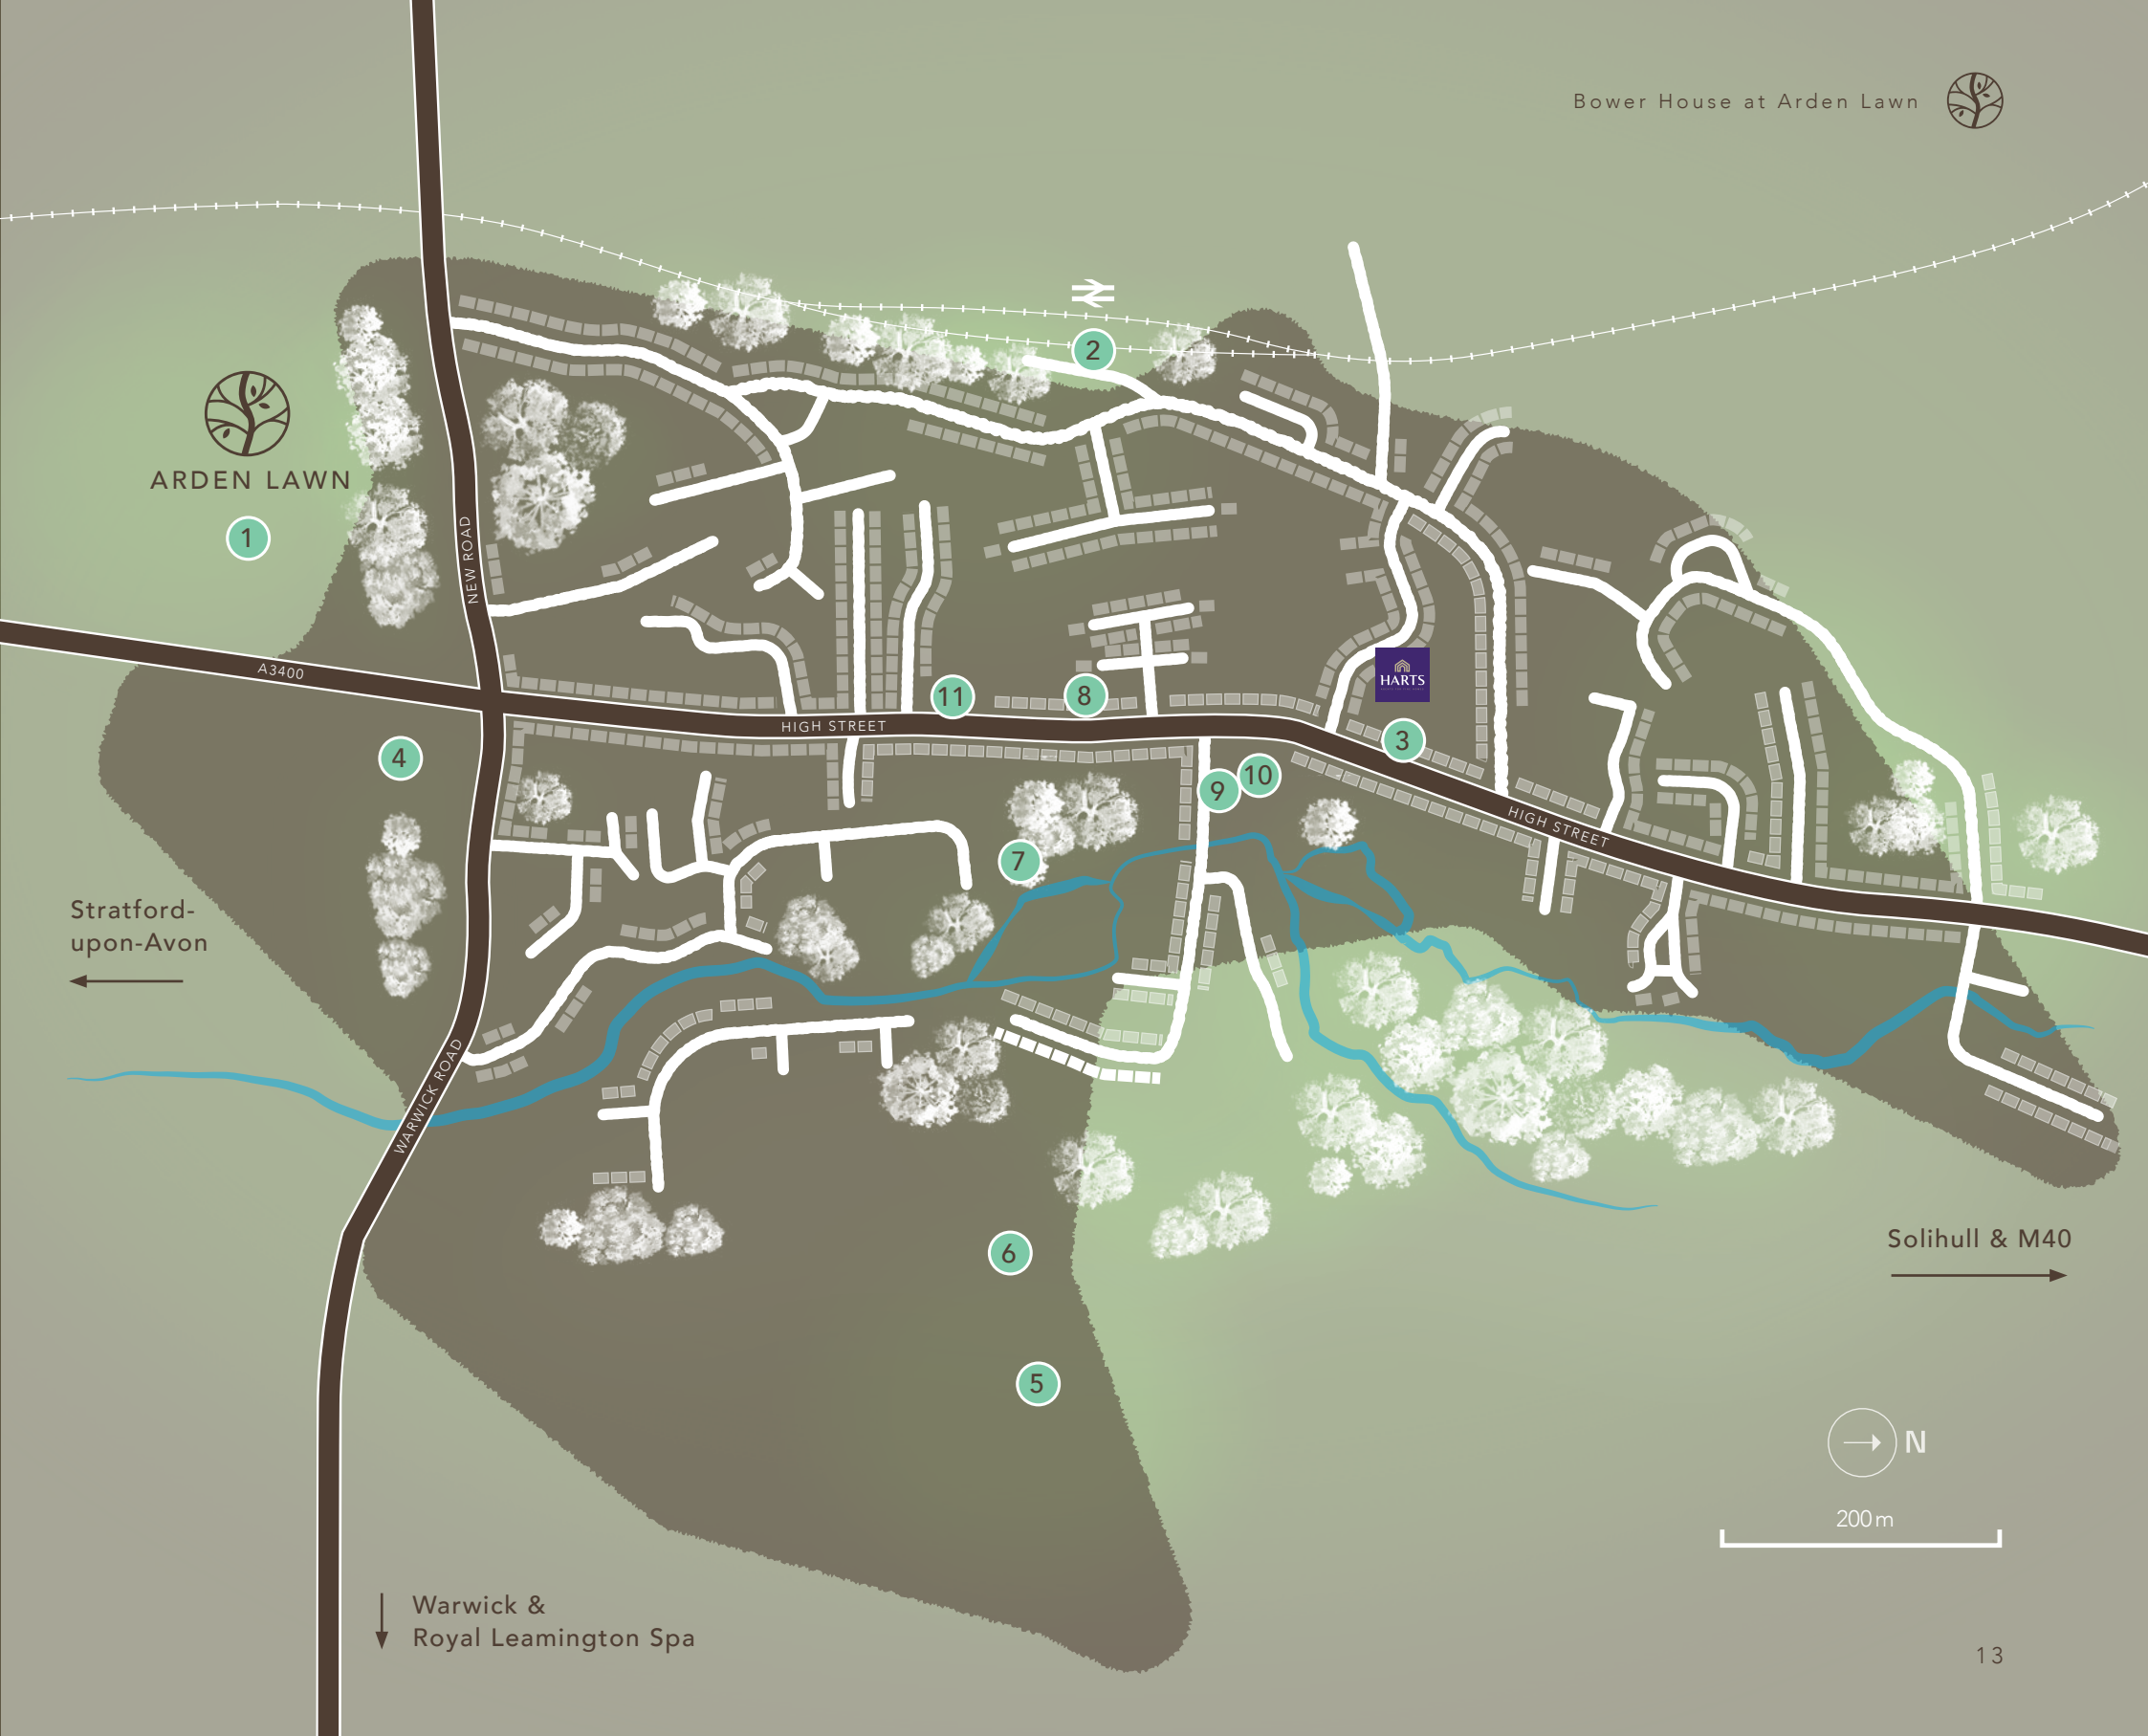 Bower House at Arden Lawn
2
ARDEN LAWN
1
NEW ROAD
A3400
HARTS
11
8
HIGH STREET
3
4
9
10
HIGH STREET
7
Stratford-
upon-Avon
WARWICK ROAD
6
Solihull & M40
5
N
200m
Warwick &
Royal Leamington Spa
13